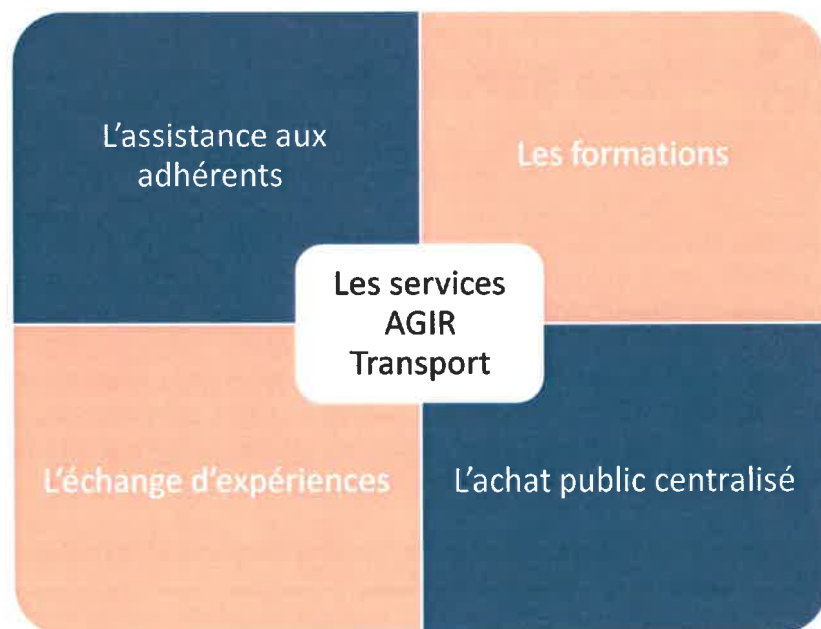 L'assistance aux
adhérents
Les formations
Les services
AGIR
Transport
L'échange d'expériences
L'achat public centralisé